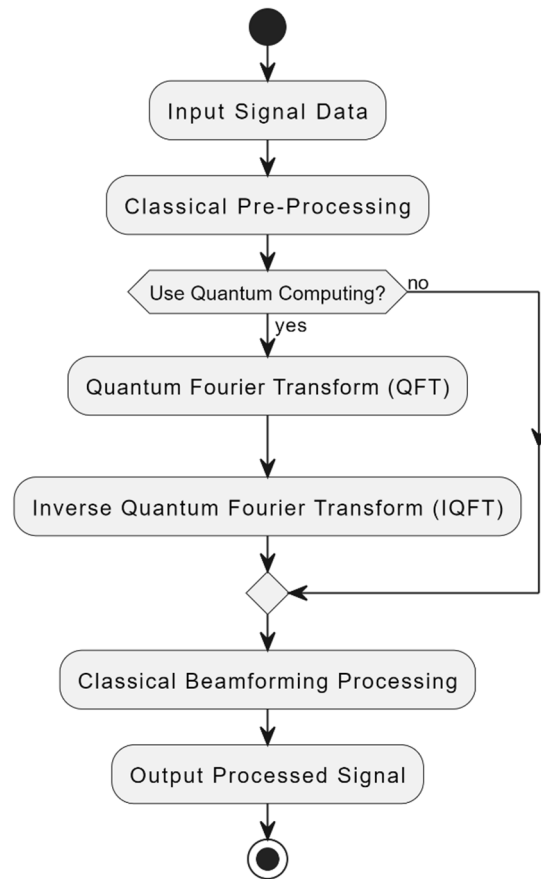 Input Signal Data
Classical Pre-Processing
Use Quantum Computing?
no
yes
Quantum Fourier Transform (QFT)
Inverse Quantum Fourier Transform (IQFT)
Classical Beamforming Processing
Output Processed Signal